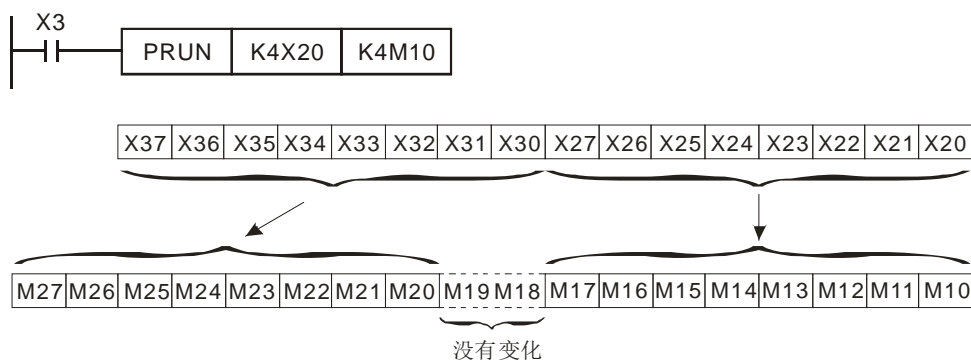 X3
PRUN K4X20 K4M10
X37 X36 X35 X34 X33 X32 X31 X30 X27 X26 X25 X24 X23 X22 X21 X20
M27 M26 M25 M24 M23 M22 M21 M20 M19 M18 M17 M16 M15 M14 M13 M12 M11 M10
没有变化